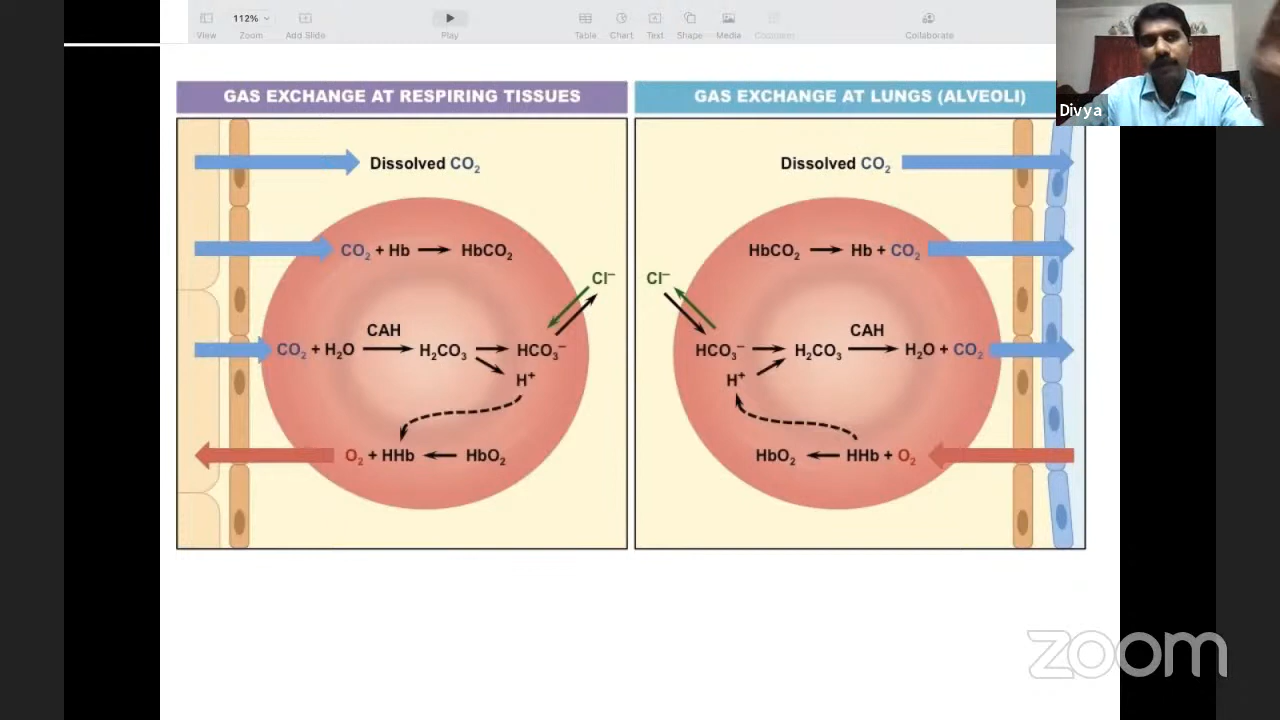 112%
View
Zoom
Add Slide
Play
Table
Chart
Text
Shape
Media
Comment
Collaborate
Divya
GAS EXCHANGE AT RESPIRING TISSUES
Dissolved CO₂
CO₂ + Hb → HbCO₂
Cl⁻
CAH
CO₂ + H₂O → H₂CO₃ → HCO₃⁻
H⁺
O₂ + HHb ← HbO₂
GAS EXCHANGE AT LUNGS (ALVEOLI)
Dissolved CO₂
HbCO₂ → Hb + CO₂
Cl⁻
CAH
HCO₃⁻ → H₂CO₃ → H₂O + CO₂
H⁺
HbO₂ ← HHb + O₂
zoom